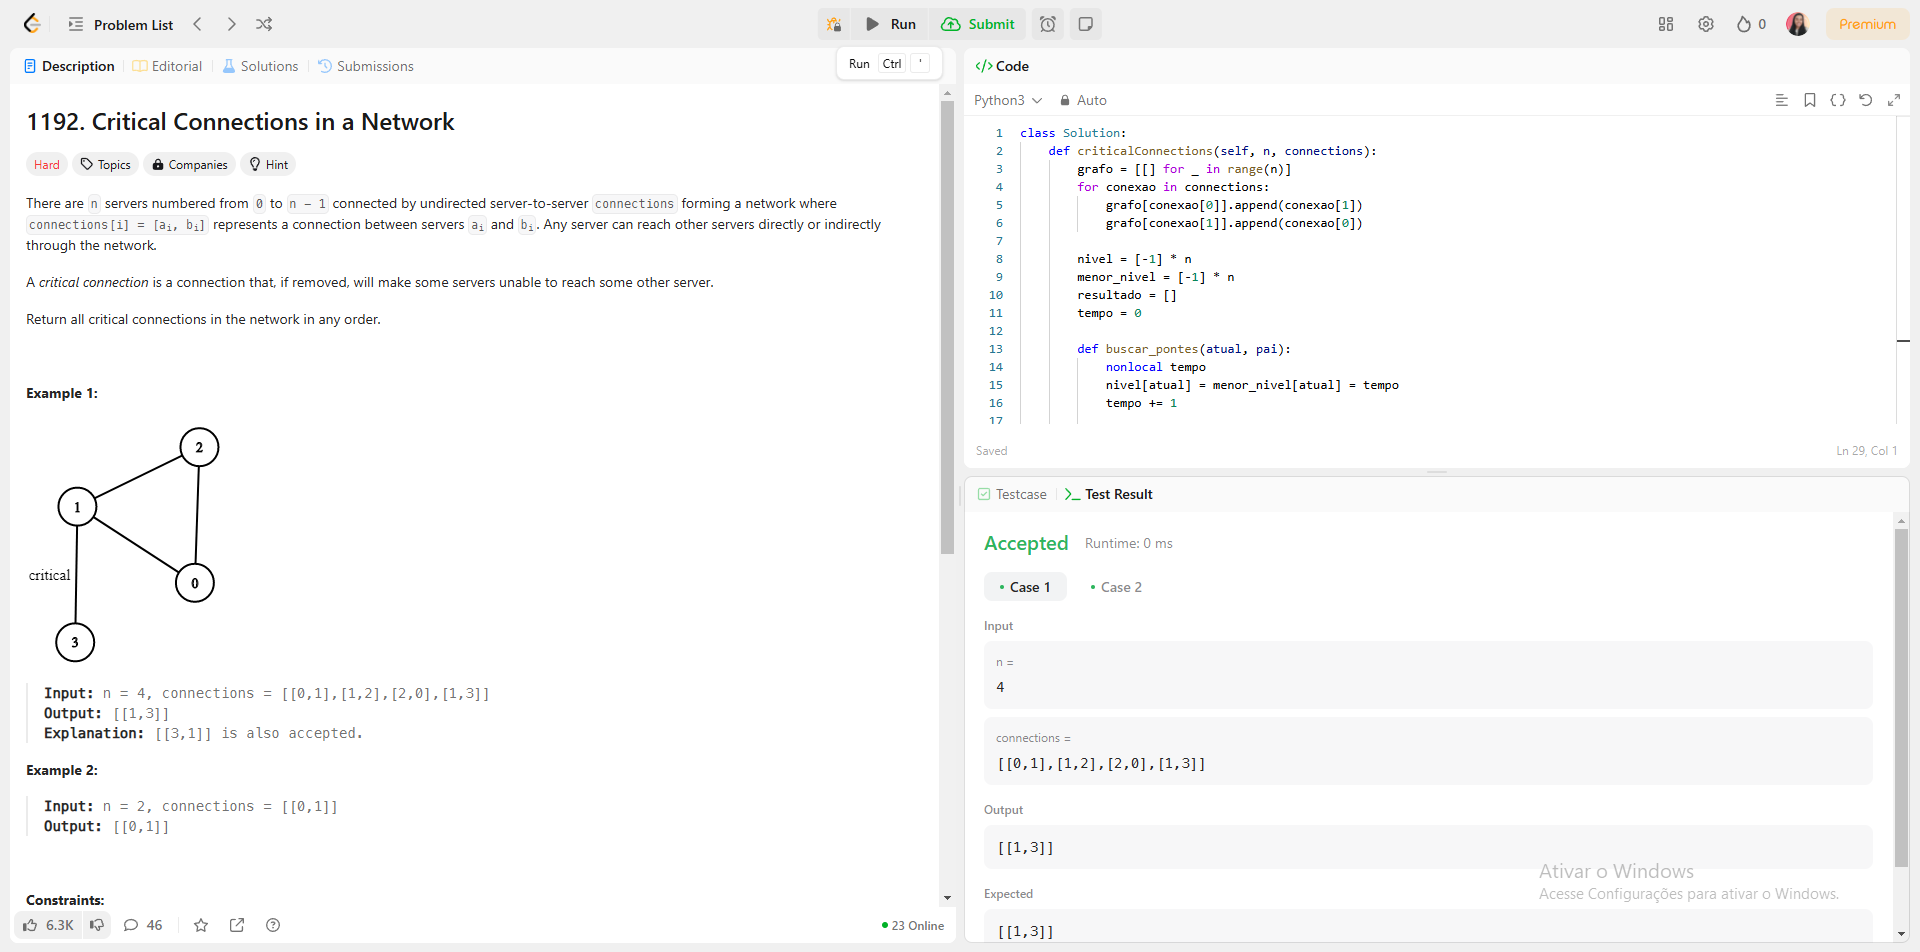 Problem List
Run
Submit
0
Premium
Description
Editorial
Solutions
Submissions
Run Ctrl '
</> Code
Python3
Auto
1192. Critical Connections in a Network
Hard
Topics
Companies
Hint
There are n servers numbered from 0 to n - 1 connected by undirected server-to-server connections forming a network where
connections[i] = [ai, bi] represents a connection between servers ai and bi. Any server can reach other servers directly or indirectly
through the network.
A critical connection is a connection that, if removed, will make some servers unable to reach some other server.
Return all critical connections in the network in any order.
Example 1:
2
1
critical
0
3
Input: n = 4, connections = [[0,1],[1,2],[2,0],[1,3]]
Output: [[1,3]]
Explanation: [[3,1]] is also accepted.
Example 2:
Input: n = 2, connections = [[0,1]]
Output: [[0,1]]
Constraints:
6.3K
46
23 Online
1 class Solution:
2     def criticalConnections(self, n, connections):
3         grafo = [[] for _ in range(n)]
4         for conexao in connections:
5             grafo[conexao[0]].append(conexao[1])
6             grafo[conexao[1]].append(conexao[0])
7
8         nivel = [-1] * n
9         menor_nivel = [-1] * n
10         resultado = []
11         tempo = 0
12
13         def buscar_pontes(atual, pai):
14             nonlocal tempo
15             nivel[atual] = menor_nivel[atual] = tempo
16             tempo += 1
17
Saved
Ln 29, Col 1
Testcase
Test Result
Accepted
Runtime: 0 ms
Case 1
Case 2
Input
n =
4
connections =
[[0,1],[1,2],[2,0],[1,3]]
Output
[[1,3]]
Expected
[[1,3]]
Ativar o Windows
Acesse Configurações para ativar o Windows.